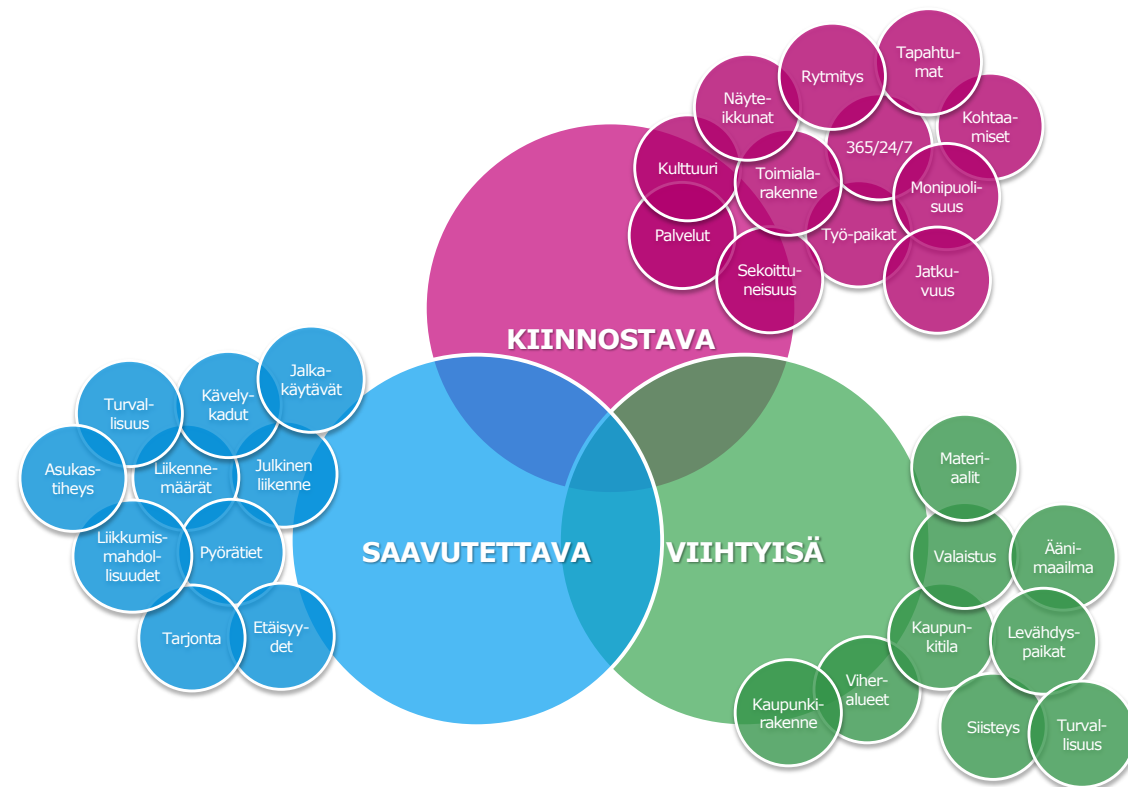 Tapahtu-
mat
Rytmitys
Näyte-
ikkunat
Kohtaa-
miset
365/24/7
Kulttuuri
Toimiala-
rakenne
Monipuoli-
suus
Palvelut
Työ-paikat
Sekoittu-
neisuus
Jatku-
vuus
KIINNOSTAVA
Jalka-
käytävät
Kävely-
kadut
Turval-
lisuus
Asukas-
tiheys
Liikenne-
määrät
Julkinen
liikenne
Liikkumis-
mahdol-
lisuudet
Pyörätiet
Tarjonta
Etäisyy-
det
SAAVUTETTAVA
VIIHTYISÄ
Materi-
aalit
Valaistus
Ääni-
maailma
Kaupun-
kitila
Levähdys-
paikat
Viher-
alueet
Kaupunki-
rakenne
Siisteys
Turval-
lisuus